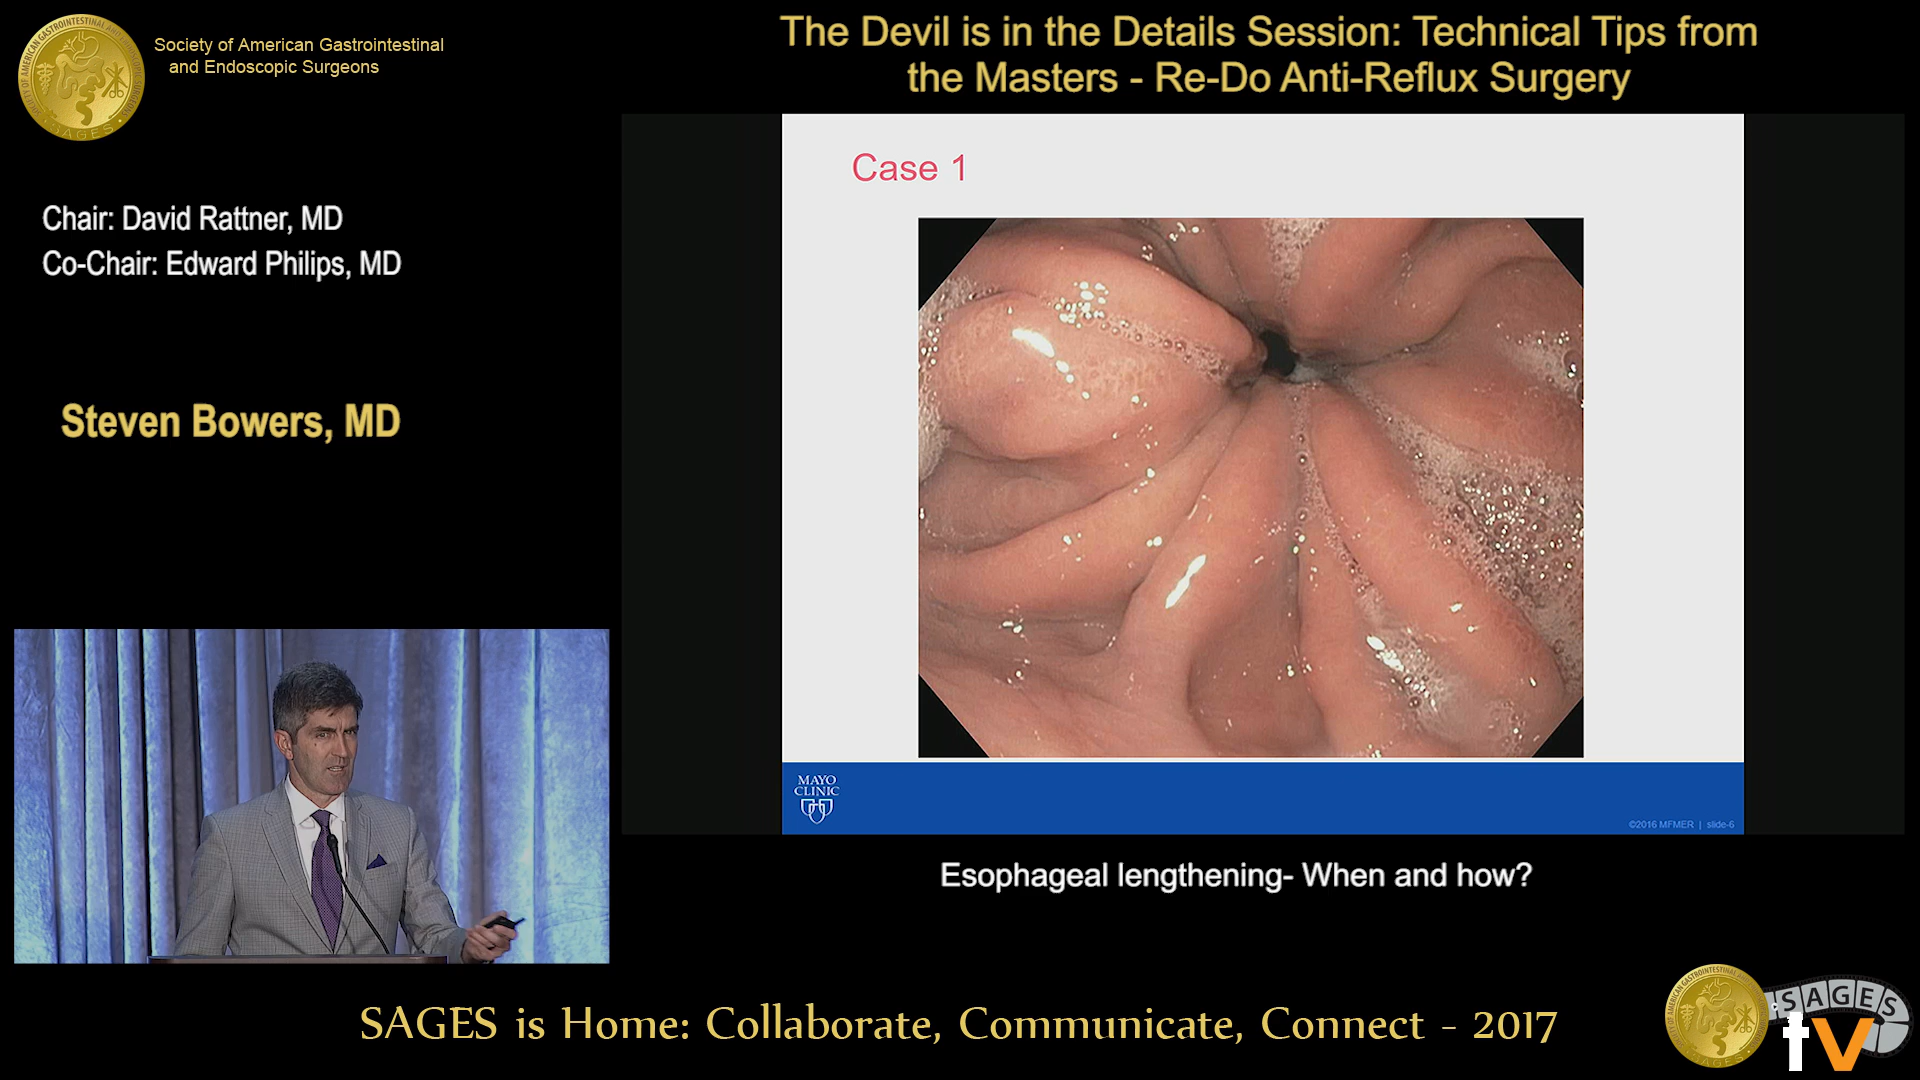 Society of American Gastrointestinal
and Endoscopic Surgeons
The Devil is in the Details Session: Technical Tips from
the Masters - Re-Do Anti-Reflux Surgery
Chair: David Rattner, MD
Co-Chair: Edward Philips, MD
Steven Bowers, MD
Case 1
MAYO
CLINIC
©2016 MFMER | slide-6
Esophageal lengthening- When and how?
SAGES is Home: Collaborate, Communicate, Connect - 2017
SAGES
tv